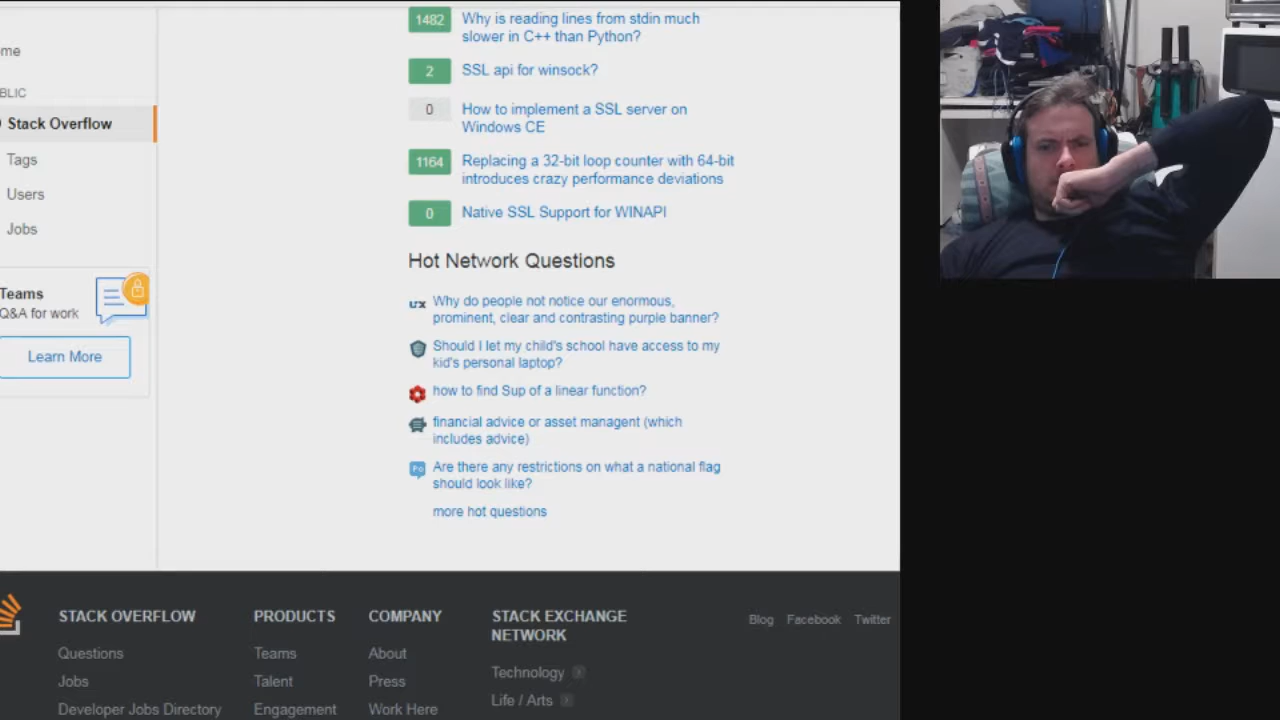 1482 Why is reading lines from stdin much
slower in C++ than Python?
2 SSL api for winsock?
0 How to implement a SSL server on
Windows CE
1164 Replacing a 32-bit loop counter with 64-bit
introduces crazy performance deviations
0 Native SSL Support for WINAPI
Hot Network Questions
UX Why do people not notice our enormous,
prominent, clear and contrasting purple banner?
Should I let my child's school have access to my
kid's personal laptop?
how to find Sup of a linear function?
financial advice or asset managent (which
includes advice)
Po Are there any restrictions on what a national flag
should look like?
more hot questions
ome
BLIC
Stack Overflow
Tags
Users
Jobs
Teams
Q&A for work
Learn More
STACK OVERFLOW
Questions
Jobs
Developer Jobs Directory
PRODUCTS
Teams
Talent
Engagement
COMPANY
About
Press
Work Here
STACK EXCHANGE
NETWORK
Technology
Life / Arts
Blog Facebook Twitter